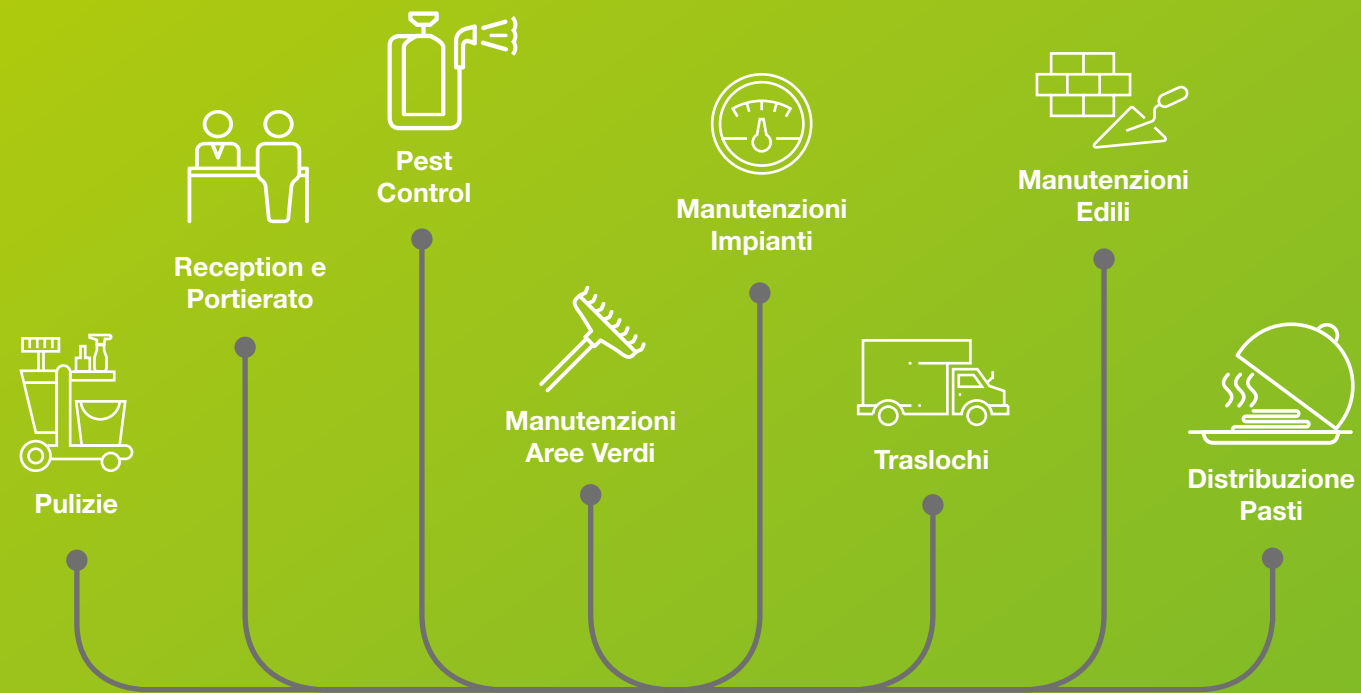 Pulizie
Reception e
Portierato
Pest
Control
Manutenzioni
Aree Verdi
Manutenzioni
Impianti
Traslochi
Manutenzioni
Edili
Distribuzione
Pasti